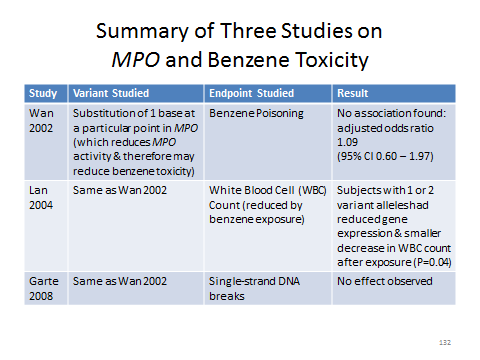 Summary of Three Studies on
MPO and Benzene Toxicity
Study Variant Studied Endpoint Studied Result
Wan
2002
Substitution of 1 base at
a particular point in MPO
(which reduces MPO
activity & therefore may
reduce benzene toxicity)
Benzene Poisoning
No association found:
adjusted odds ratio
1.09
(95% CI 0.60 – 1.97)
Lan
2004
Same as Wan 2002
White Blood Cell (WBC)
Count (reduced by
benzene exposure)
Subjects with 1 or 2
variant alleles had
reduced gene
expression & smaller
decrease in WBC count
after exposure (P=0.04)
Garte
2008
Same as Wan 2002
Single-strand DNA
breaks
No effect observed
132